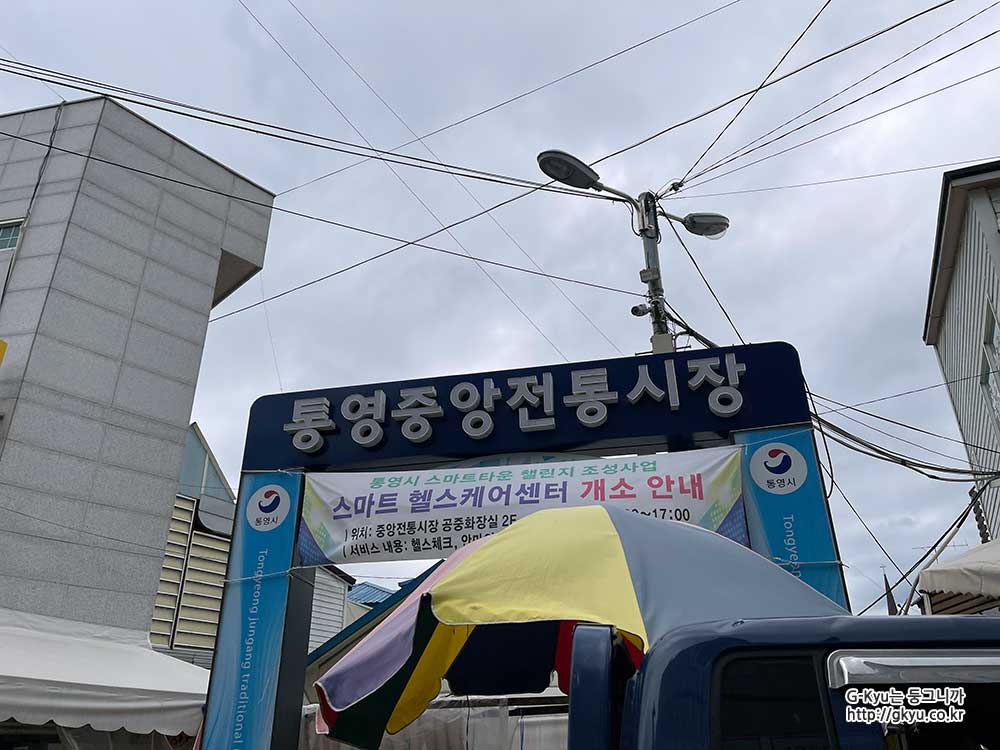 통영중앙전통시장
통영시 스마트타운 챌린지 조성사업
스마트 헬스케어센터 개소 안내
위치: 중앙전통시장 공중화장실 2F
~17:00
서비스 내용: 헬스체크,
통영시
통영시
Tongyeong jungang traditional
G-Kyu는 둥그니까
http://gkyu.co.kr